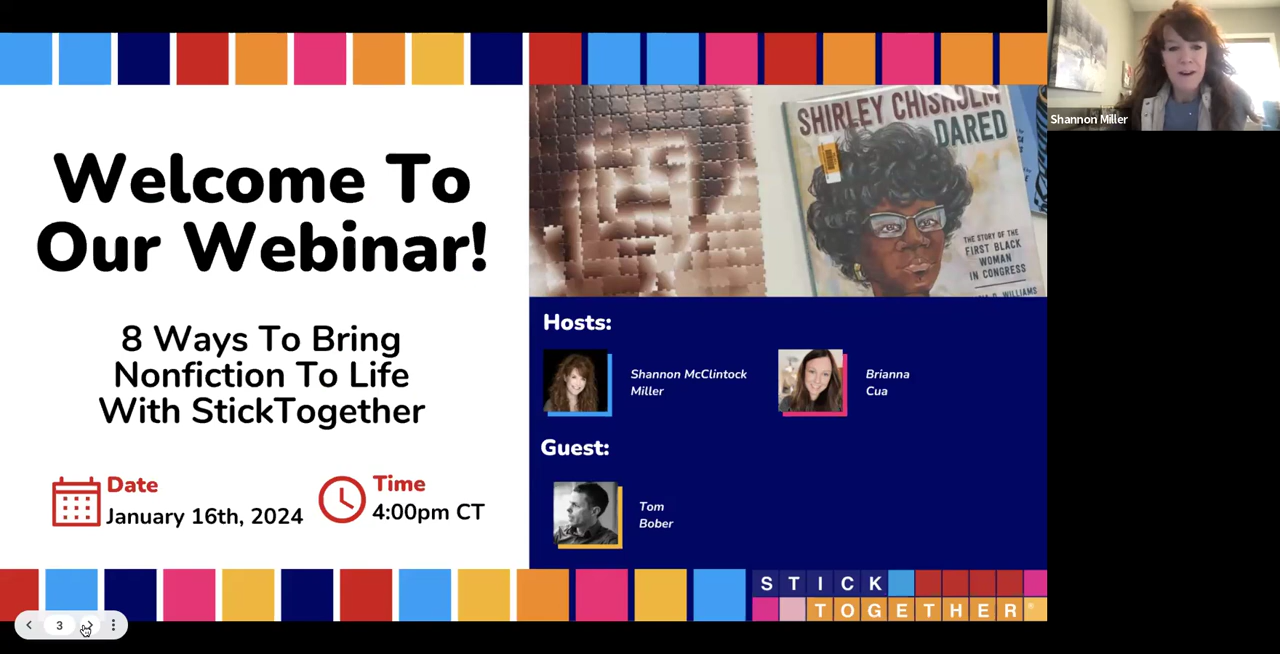 Welcome To
Our Webinar!
8 Ways To Bring
Nonfiction To Life
With StickTogether
Date
January 16th, 2024
Time
4:00pm CT
SHIRLEY CHISHOLM
DARED
THE STORY OF THE
FIRST BLACK
WOMAN
IN CONGRESS
WILLIAMS
Hosts:
Shannon McClintock
Miller
Brianna
Cua
Guest:
Tom
Bober
STICK
TOGETHER®
3
Shannon Miller